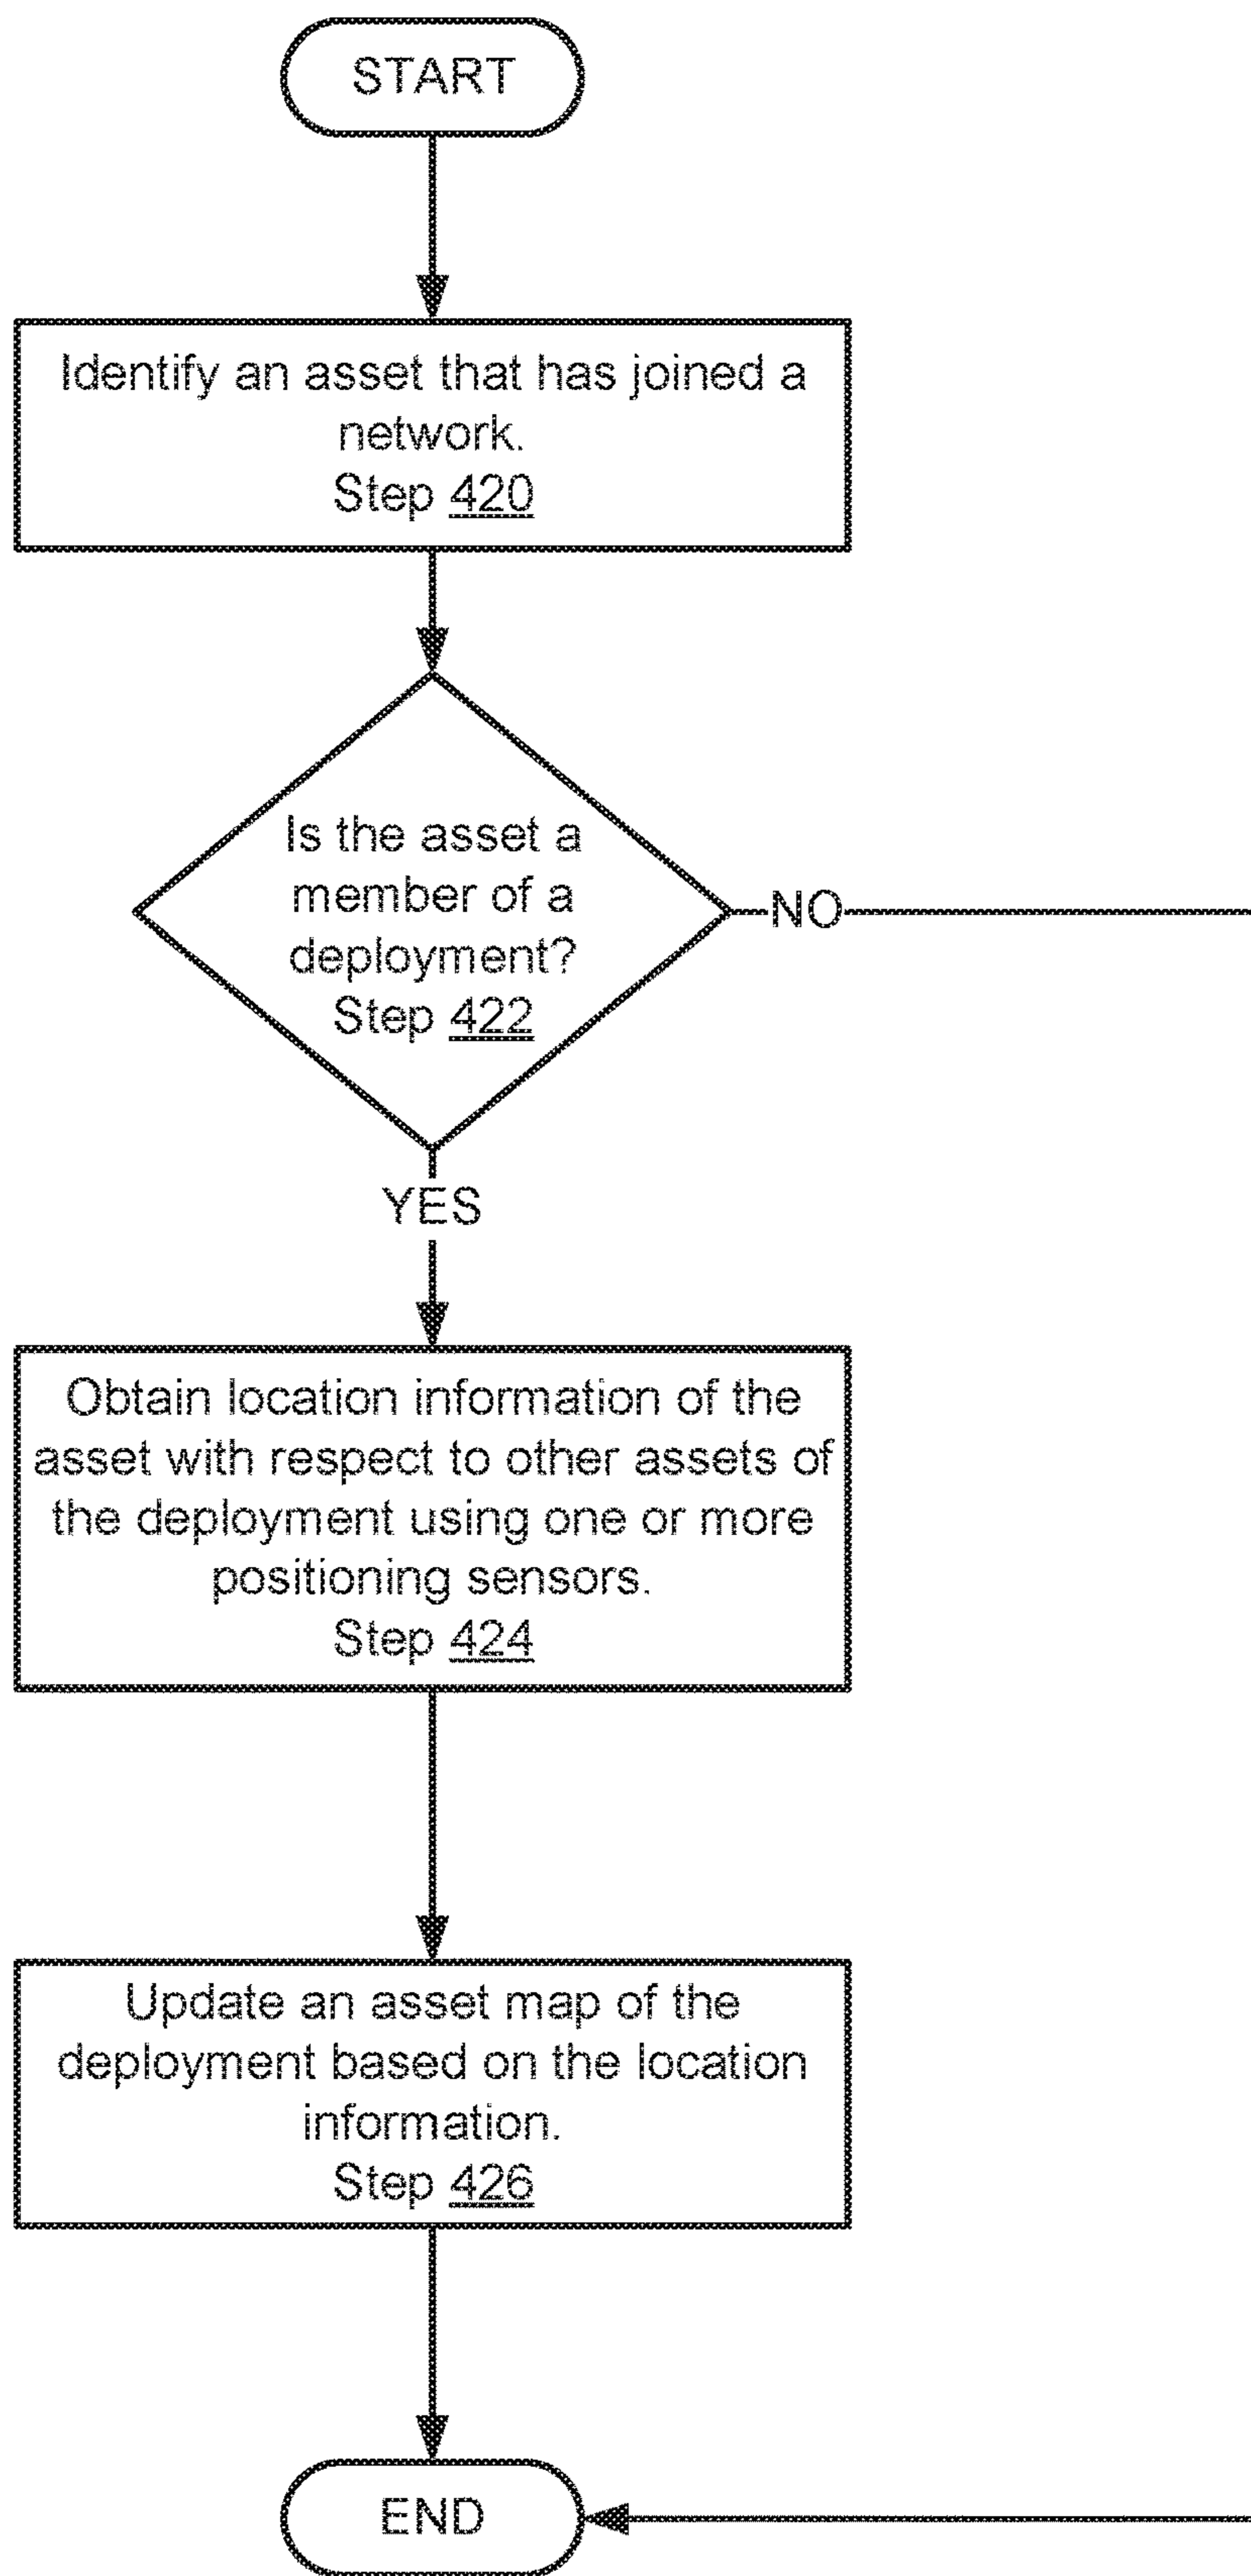 START
Identify an asset that has joined a
network.
Step 420
Is the asset a
member of a
deployment?
Step 422
NO
YES
Obtain location information of the
asset with respect to other assets of
the deployment using one or more
positioning sensors.
Step 424
Update an asset map of the
deployment based on the location
information.
Step 426
END